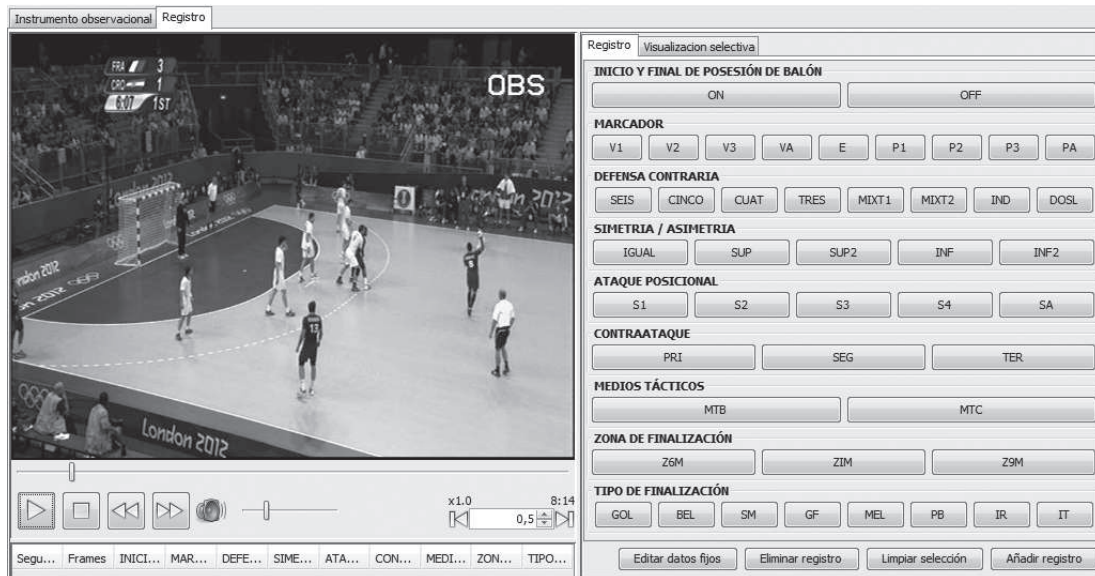 Instrumento observacional Registro
FRA 3
CRO 1
6:07 1ST
OBS
London 2012
London 2012
5
13
Registro Visualizacion selectiva
INICIO Y FINAL DE POSESIÓN DE BALÓN
ON OFF
MARCADOR
V1 V2 V3 VA E P1 P2 P3 PA
DEFENSA CONTRARIA
SEIS CINCO CUAT TRES MIXT1 MIXT2 IND DOSL
SIMETRIA / ASIMETRIA
IGUAL SUP SUP2 INF INF2
ATAQUE POSICIONAL
S1 S2 S3 S4 SA
CONTRAATAQUE
PRI SEG TER
MEDIOS TÁCTICOS
MTB MTC
ZONA DE FINALIZACIÓN
Z6M ZIM Z9M
TIPO DE FINALIZACIÓN
GOL BEL SM GF MEL PB IR IT
x1.0 8:14
0,5
Segu... Frames INICI... MAR... DEFE... SIME... ATA... CON... MEDI... ZON... TIPO...
Editar datos fijos Eliminar registro Limpiar selección Añadir registro